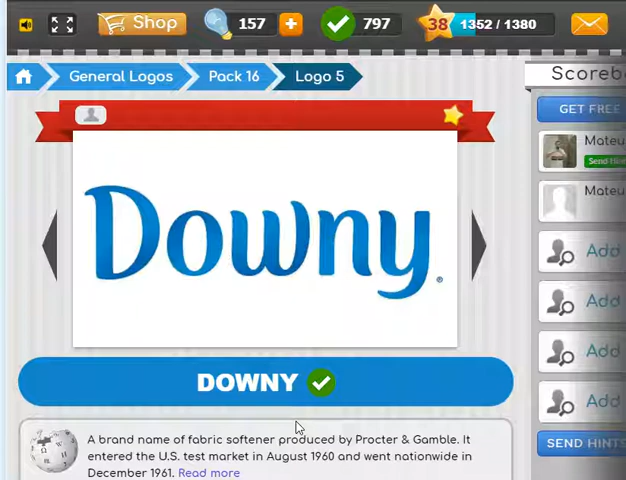 Shop
157
797
38
1352 / 1380
General Logos
Pack 16
Logo 5
GET FREE
Mateu
Send Hin
Mateu
Downy®
Add
Add
Add
Add
DOWNY
SEND HINTS
A brand name of fabric softener produced by Procter & Gamble. It
entered the U.S. test market in August 1960 and went nationwide in
December 1961. Read more